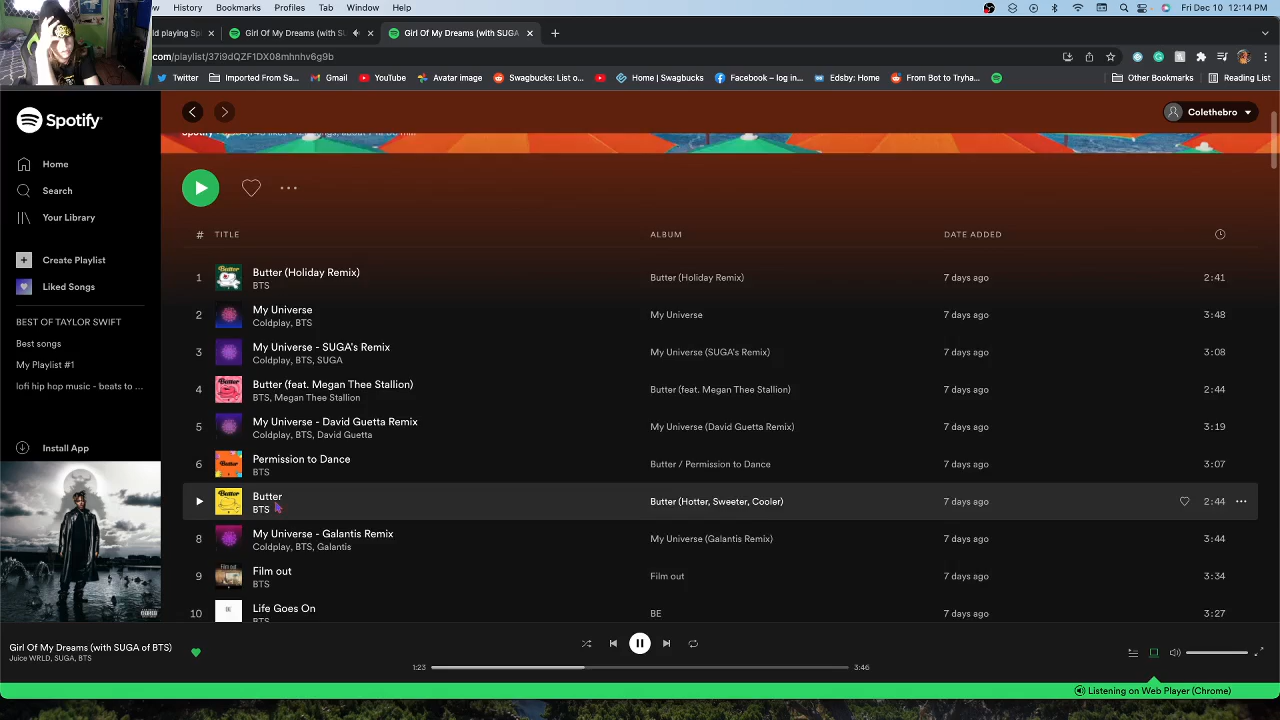 History Bookmarks Profiles Tab Window Help Fri Dec 10 12:14 PM
ld playing Sp Girl Of My Dreams (with SU Girl Of My Dreams (with SUGA
com/playlist/37i9dQZF1DX08mhnhv6g9b
Twitter Imported From Sa... Gmail YouTube Avatar image Swagbucks: List o... Home | Swagbucks Facebook – log in... Edsby: Home From Bot to Tryha... Other Bookmarks Reading List
Spotify
Colethebro
Home
Search
Your Library
Create Playlist
Liked Songs
BEST OF TAYLOR SWIFT
Best songs
My Playlist #1
lofi hip hop music - beats to ...
Install App
# TITLE ALBUM DATE ADDED
1 Butter (Holiday Remix) Butter (Holiday Remix) 7 days ago 2:41
BTS
2 My Universe My Universe 7 days ago 3:48
Coldplay, BTS
3 My Universe - SUGA's Remix My Universe (SUGA's Remix) 7 days ago 3:08
Coldplay, BTS, SUGA
4 Butter (feat. Megan Thee Stallion) Butter (feat. Megan Thee Stallion) 7 days ago 2:44
BTS, Megan Thee Stallion
5 My Universe - David Guetta Remix My Universe (David Guetta Remix) 7 days ago 3:19
Coldplay, BTS, David Guetta
6 Permission to Dance Butter / Permission to Dance 7 days ago 3:07
BTS
Butter Butter (Hotter, Sweeter, Cooler) 7 days ago 2:44
BTS
8 My Universe - Galantis Remix My Universe (Galantis Remix) 7 days ago 3:44
Coldplay, BTS, Galantis
9 Film out Film out 7 days ago 3:34
BTS
10 Life Goes On BE 7 days ago 3:27
BTS
Girl Of My Dreams (with SUGA of BTS)
Juice WRLD, SUGA, BTS
1:23 3:46
Listening on Web Player (Chrome)